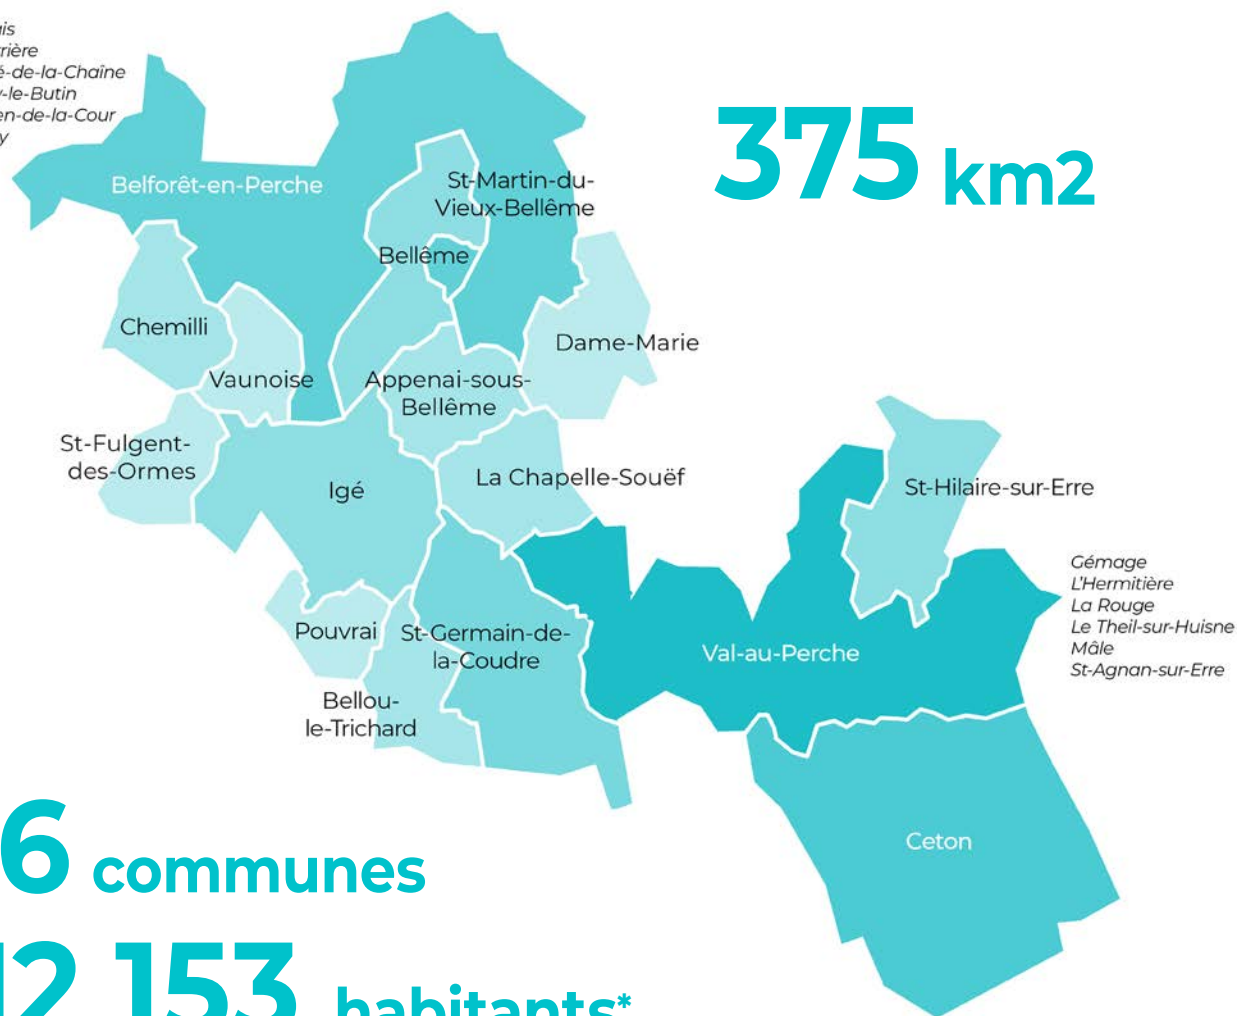 375 km2
Belforêt-en-Perche
St-Martin-du-
Vieux-Bellême
Bellême
Chemilli
Dame-Marie
Vaunoise
Appenai-sous-
Bellême
St-Fulgent-
des-Ormes
Igé
La Chapelle-Souëf
St-Hilaire-sur-Erre
Gémage
L'Hermitière
La Rouge
Le Theil-sur-Huisne
Mâle
St-Agnan-sur-Erre
Pouvrai
St-Germain-de-
la-Coudre
Val-au-Perche
Bellou-
le-Trichard
Ceton
6 communes
12 153 habitants*